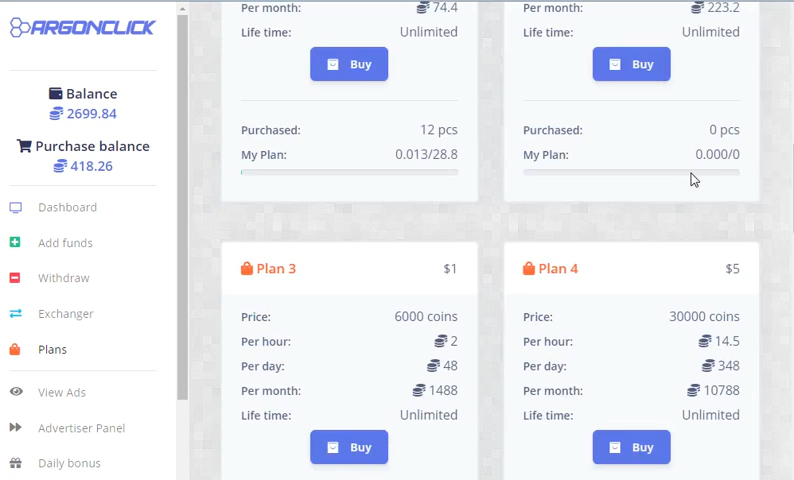 ARGONCLICK
Balance
2699.84
Purchase balance
418.26
Dashboard
Add funds
Withdraw
Exchanger
Plans
View Ads
Advertiser Panel
Daily bonus
Per month: 74.4
Life time: Unlimited
Buy
Purchased: 12 pcs
My Plan: 0.013/28.8
Per month: 223.2
Life time: Unlimited
Buy
Purchased: 0 pcs
My Plan: 0.000/0
Plan 3 $1
Price: 6000 coins
Per hour: 2
Per day: 48
Per month: 1488
Life time: Unlimited
Buy
Plan 4 $5
Price: 30000 coins
Per hour: 14.5
Per day: 348
Per month: 10788
Life time: Unlimited
Buy